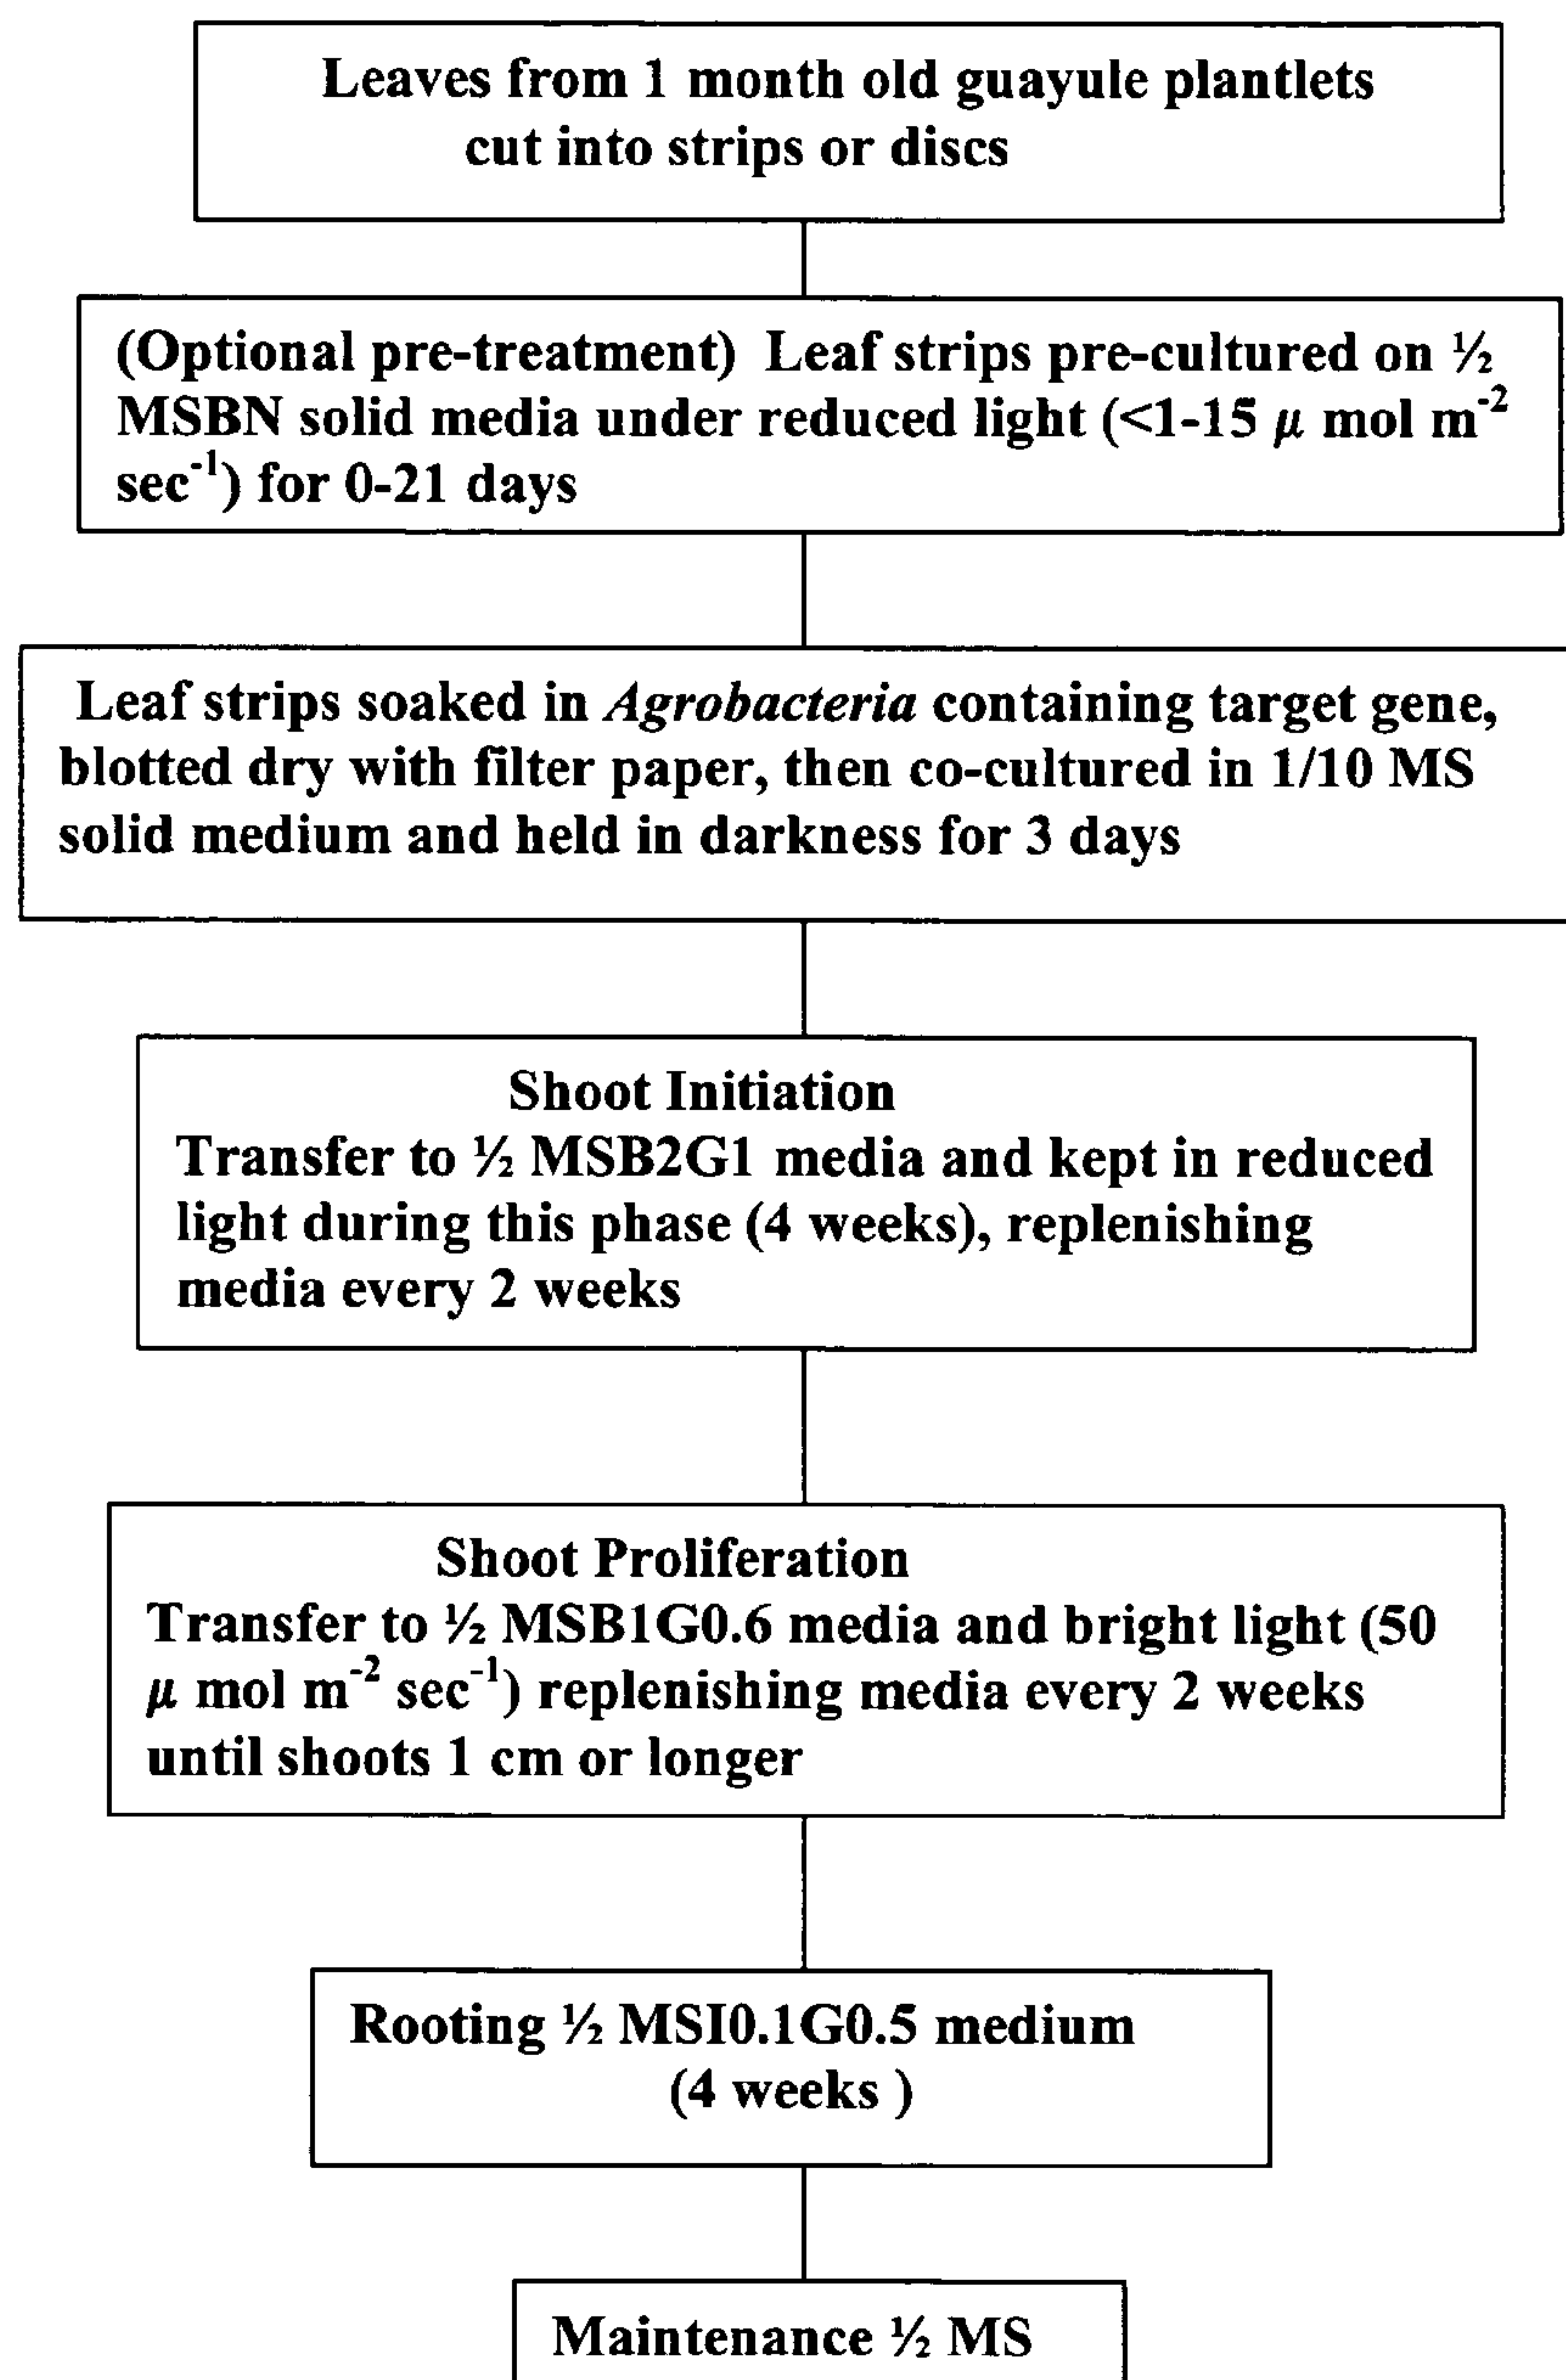 Leaves from 1 month old guayule plantlets
cut into strips or discs
(Optional pre-treatment) Leaf strips pre-cultured on ½
MSBN solid media under reduced light (<1-15 μ mol m⁻²
sec⁻¹) for 0-21 days
Leaf strips soaked in Agrobacteria containing target gene,
blotted dry with filter paper, then co-cultured in 1/10 MS
solid medium and held in darkness for 3 days
Shoot Initiation
Transfer to ½ MSB2G1 media and kept in reduced
light during this phase (4 weeks), replenishing
media every 2 weeks
Shoot Proliferation
Transfer to ½ MSB1G0.6 media and bright light (50
μ mol m⁻² sec⁻¹) replenishing media every 2 weeks
until shoots 1 cm or longer
Rooting ½ MSI0.1G0.5 medium
(4 weeks )
Maintenance ½ MS